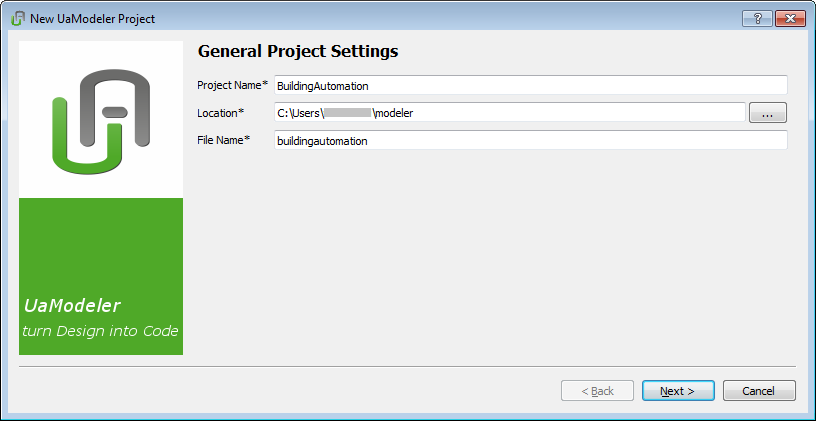 New UaModeler Project
General Project Settings
Project Name* BuildingAutomation
Location* C:\Users\ \modeler ...
File Name* buildingautomation
UaModeler
turn Design into Code
< Back Next > Cancel